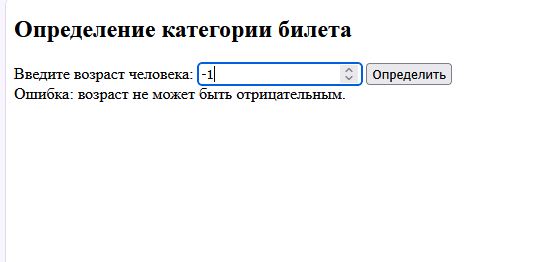 Определение категории билета
Введите возраст человека: -1 Определить
Ошибка: возраст не может быть отрицательным.